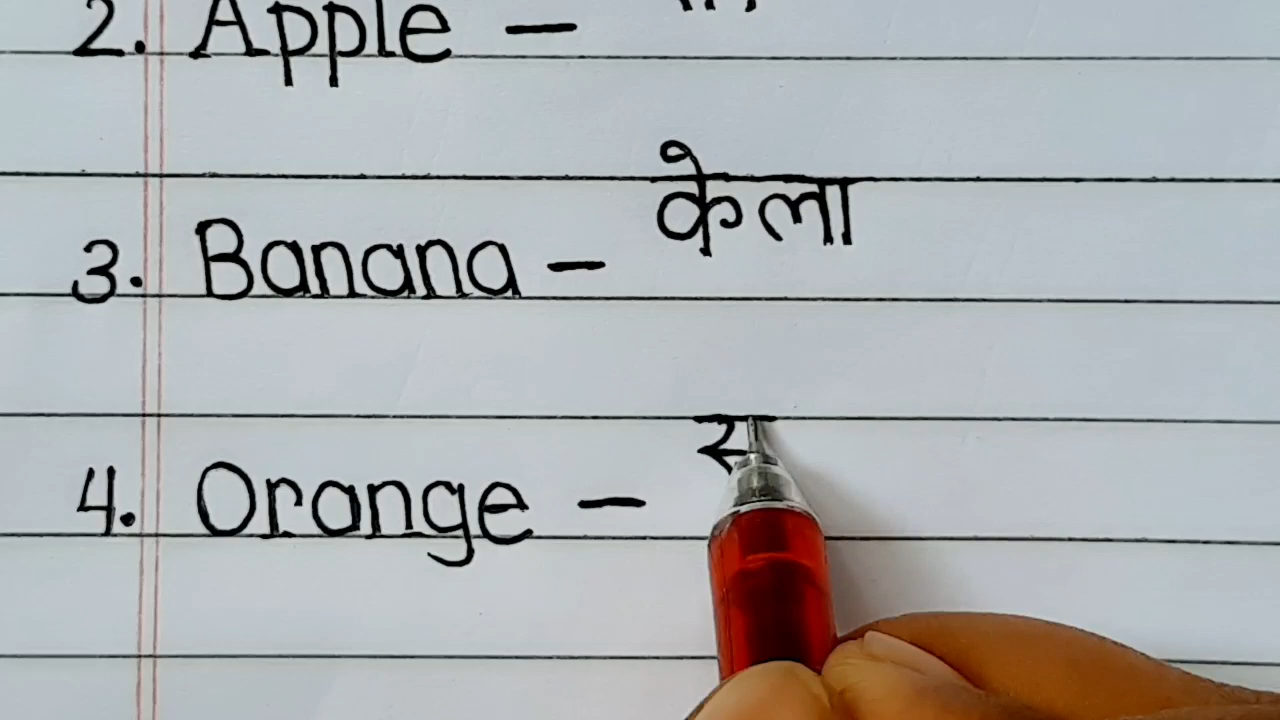 2. Apple –
3. Banana – केला
4. Orange –